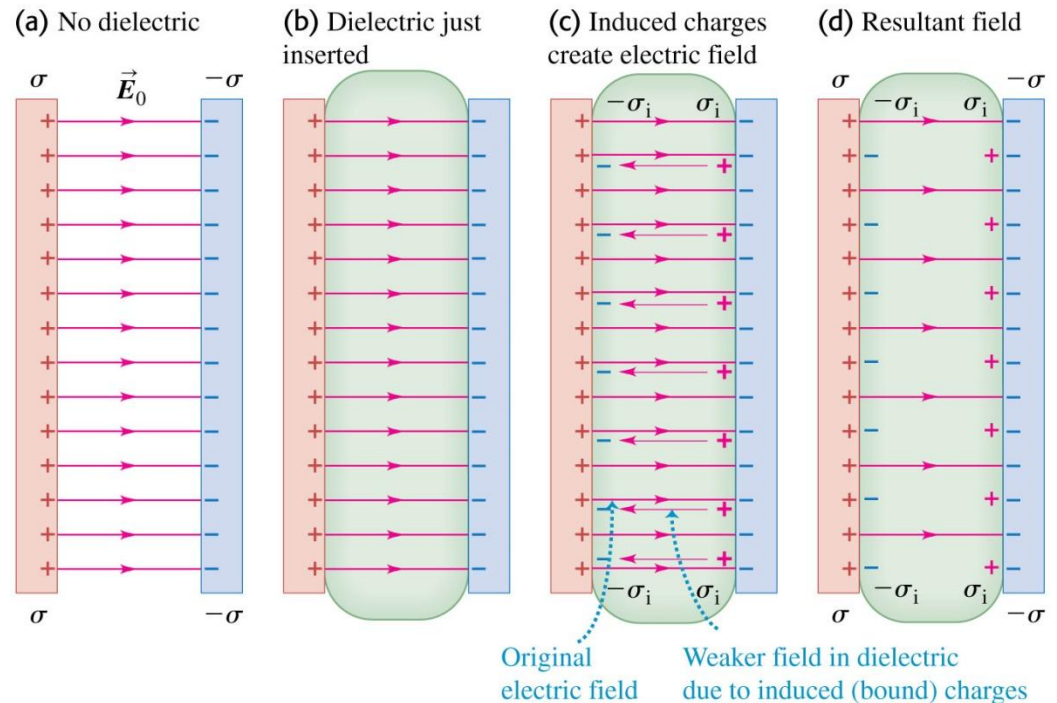 (a) No dielectric
σ
E⃗₀
−σ
σ
−σ
(b) Dielectric just
inserted
(c) Induced charges
create electric field
−σᵢ
σᵢ
−σᵢ
σᵢ
Original
electric field
Weaker field in dielectric
due to induced (bound) charges
(d) Resultant field
σ
−σ
−σᵢ
σᵢ
−σᵢ
σᵢ
σ
−σ